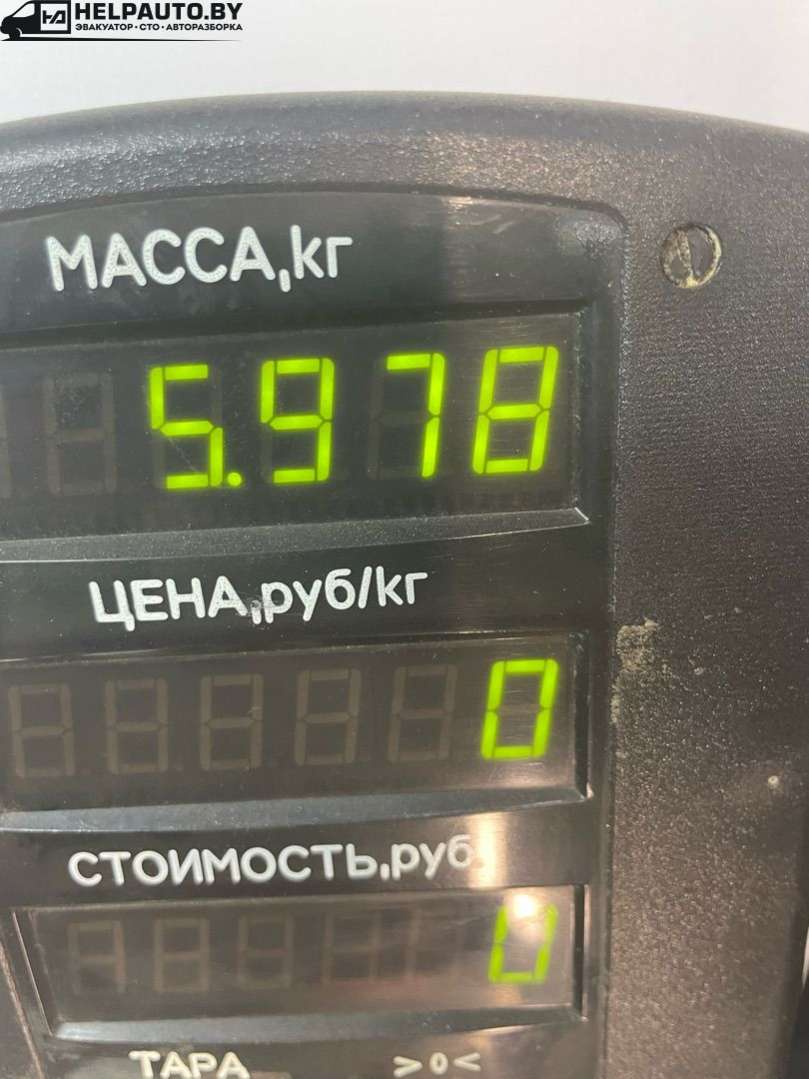 HELPAUTO.BY
ЭВАКУАТОР • СТО • АВТОРАЗБОРКА
МАССА,кг
5.978
ЦЕНА,руб/кг
0
СТОИМОСТЬ,руб
0
ТАРА >0<